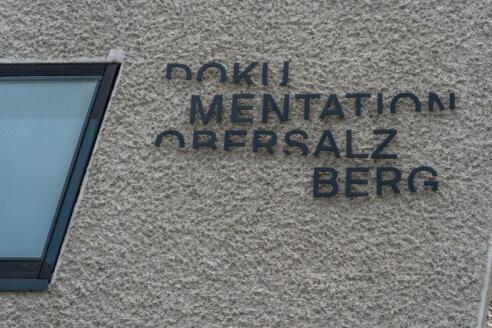 DOKU
MENTATION
OBERSALZ
BERG